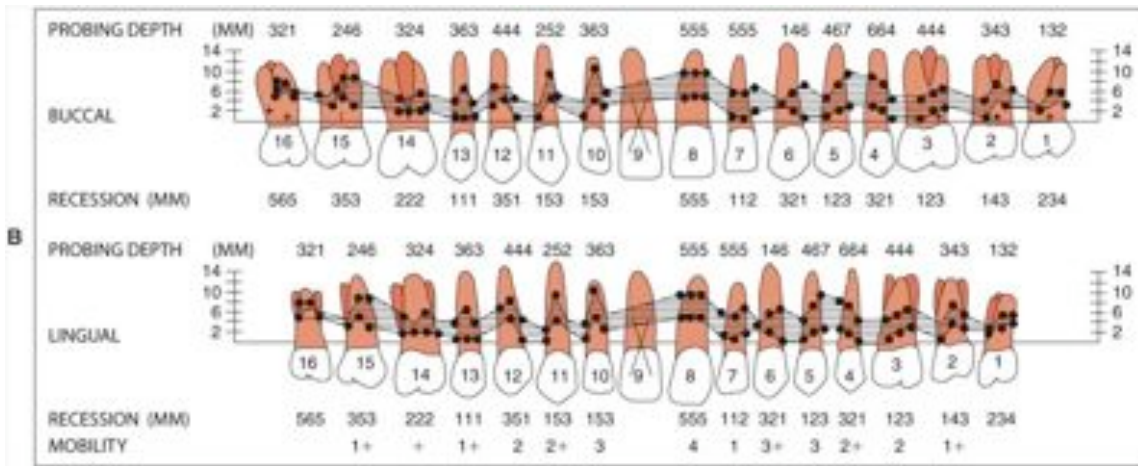 PROBING DEPTH (MM) 321 246 324 363 444 252 363 555 555 146 467 664 444 343 132
14 14
10 10
6 6
2 2
BUCCAL
16 15 14 13 12 11 10 9 8 7 6 5 4 3 2 1
RECESSION (MM) 565 353 222 111 351 153 153 555 112 321 123 321 123 143 234
B
PROBING DEPTH (MM) 321 246 324 363 444 252 363 555 555 146 467 664 444 343 132
14 14
10 10
6 6
2 2
LINGUAL
16 15 14 13 12 11 10 9 8 7 6 5 4 3 2 1
RECESSION (MM) 565 353 222 111 351 153 153 555 112 321 123 321 123 143 234
MOBILITY 1+ + 1+ 2 2+ 3 4 1 3+ 3 2+ 2 1+